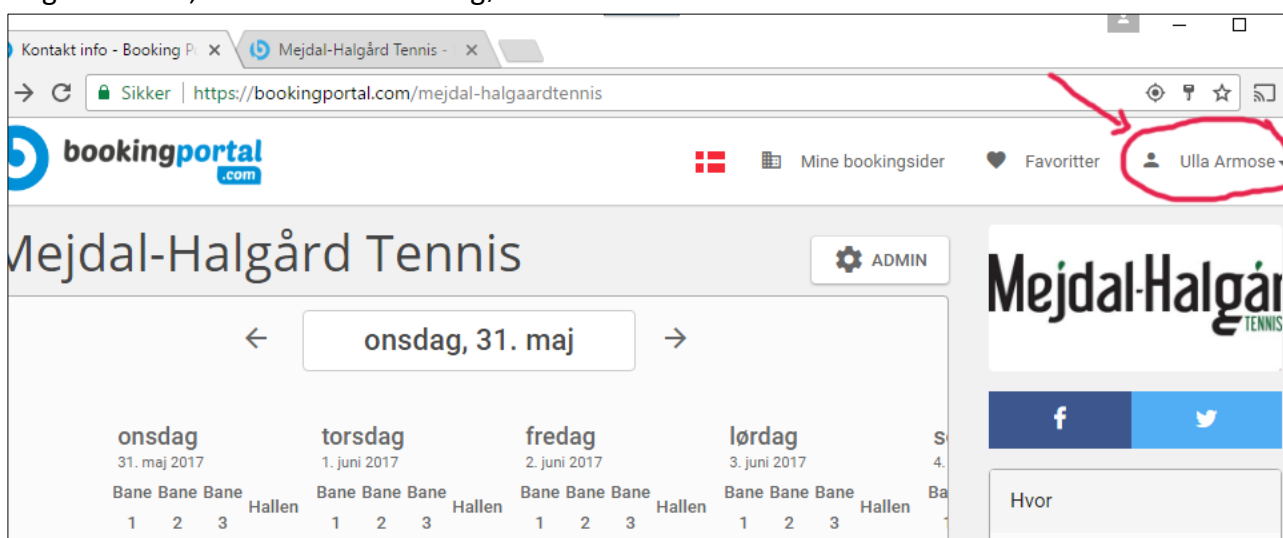 Kontakt info - Booking P
Mejdal-Halgård Tennis -
Sikker | https://bookingportal.com/mejdal-halgaardtennis
bookingportal
.com
Mine bookingsider
Favoritter
Ulla Armose
Mejdal-Halgård Tennis
ADMIN
Mejdal-Halgår
TENNIS
onsdag, 31. maj
onsdag torsdag fredag lørdag s
31. maj 2017 1. juni 2017 2. juni 2017 3. juni 2017 4.
Bane Bane Bane Hallen Bane Bane Bane Hallen Bane Bane Bane Hallen Bane Bane Bane Hallen Ba
1 2 3 1 2 3 1 2 3 1 2 3
Hvor